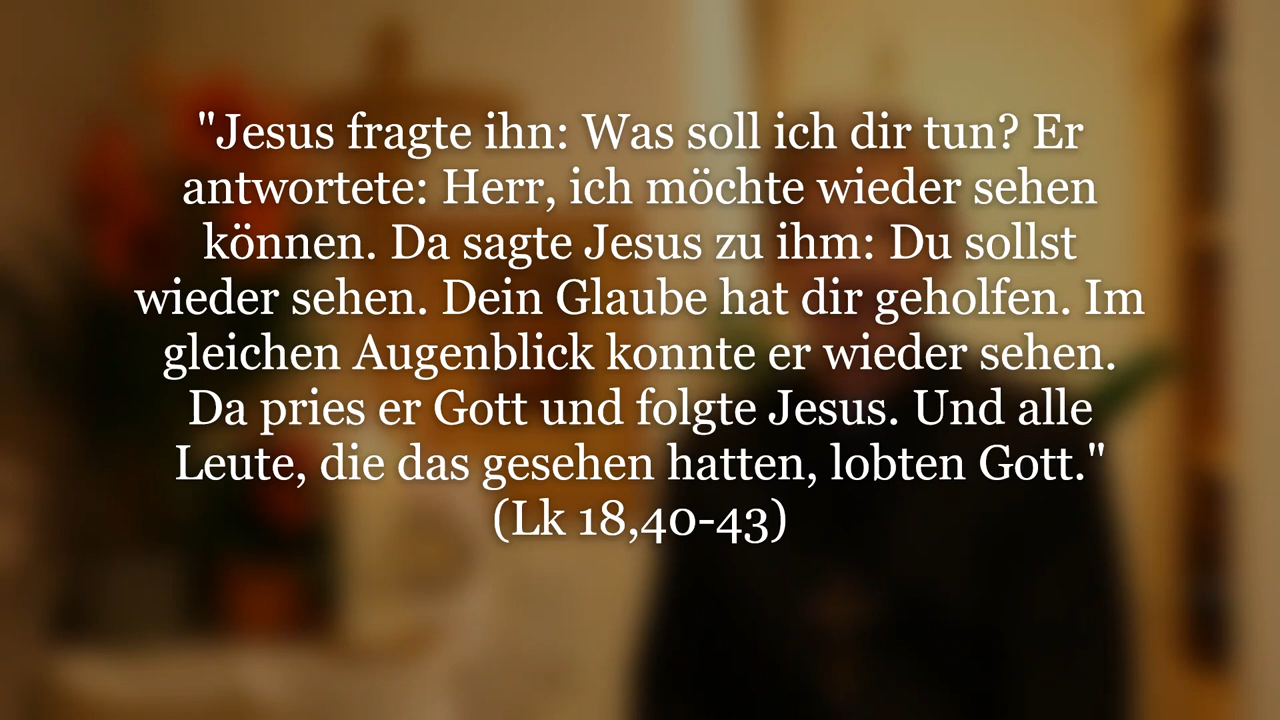 "Jesus fragte ihn: Was soll ich dir tun? Er
antwortete: Herr, ich möchte wieder sehen
können. Da sagte Jesus zu ihm: Du sollst
wieder sehen. Dein Glaube hat dir geholfen. Im
gleichen Augenblick konnte er wieder sehen.
Da pries er Gott und folgte Jesus. Und alle
Leute, die das gesehen hatten, lobten Gott."
(Lk 18,40-43)